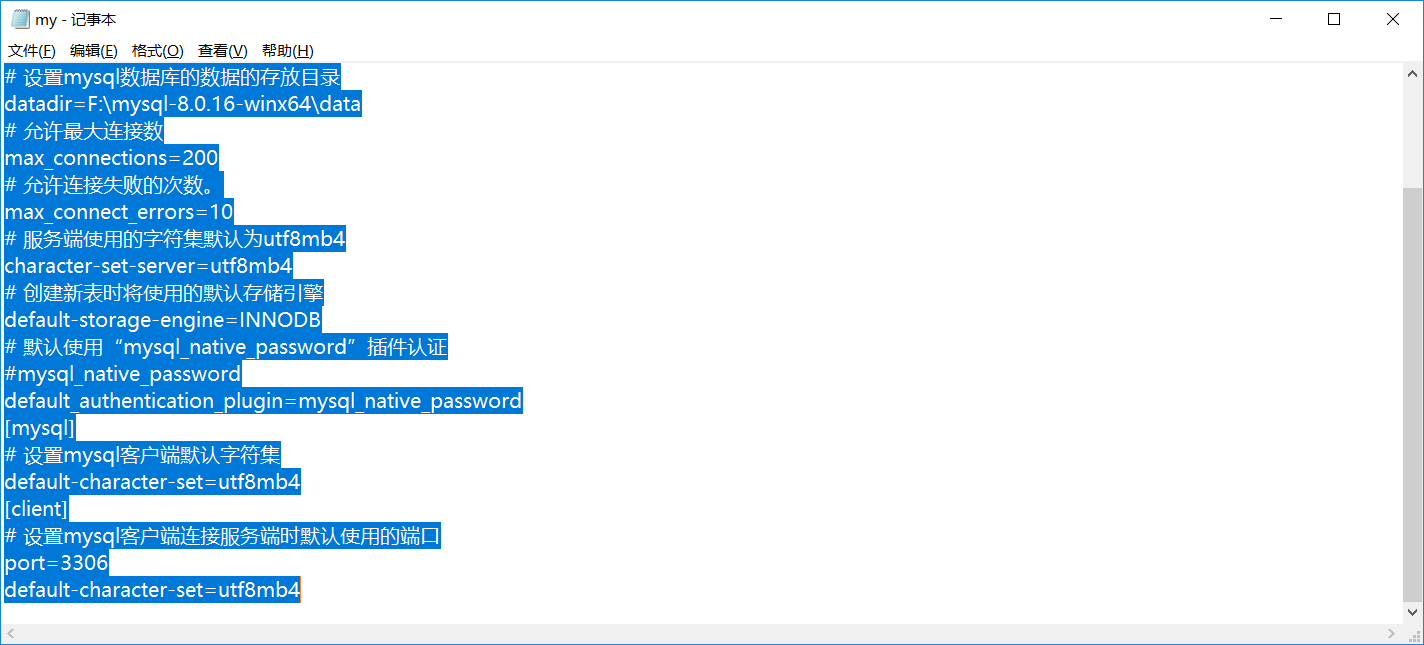 my - 记事本
文件(F) 编辑(E) 格式(O) 查看(V) 帮助(H)
# 设置mysql数据库的数据的存放目录
datadir=F:\mysql-8.0.16-winx64\data
# 允许最大连接数
max_connections=200
# 允许连接失败的次数。
max_connect_errors=10
# 服务端使用的字符集默认为utf8mb4
character-set-server=utf8mb4
# 创建新表时将使用的默认存储引擎
default-storage-engine=INNODB
# 默认使用“mysql_native_password”插件认证
#mysql_native_password
default_authentication_plugin=mysql_native_password
[mysql]
# 设置mysql客户端默认字符集
default-character-set=utf8mb4
[client]
# 设置mysql客户端连接服务端时默认使用的端口
port=3306
default-character-set=utf8mb4